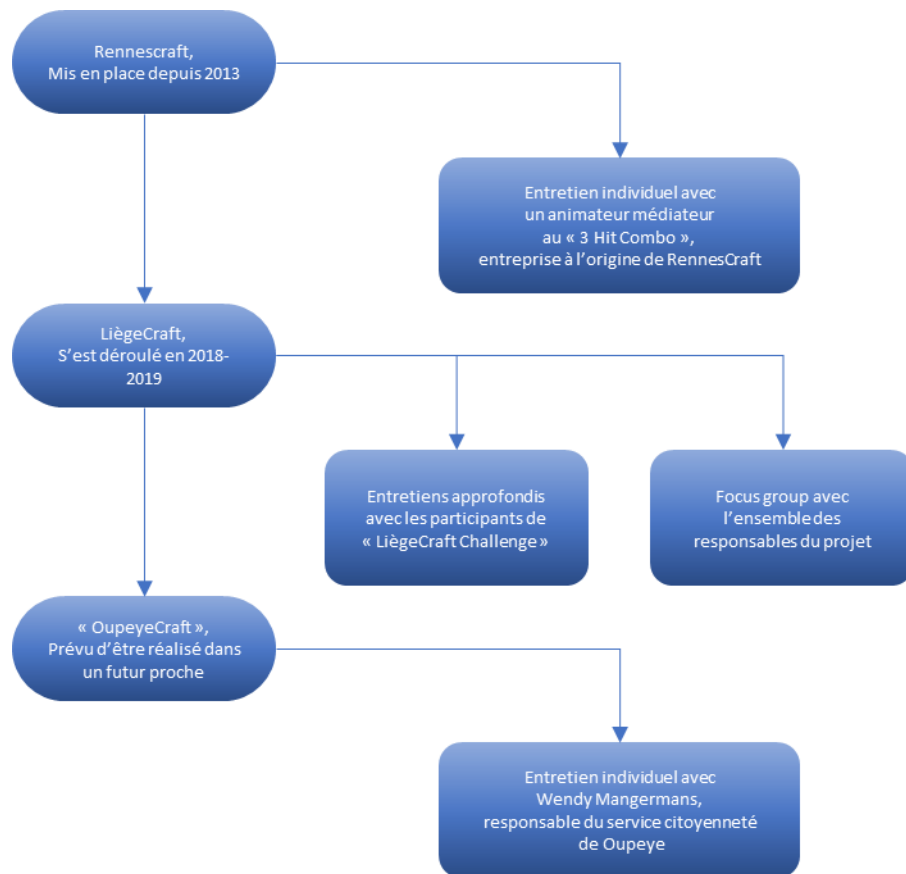 Rennescraft,
Mis en place depuis 2013
Entretien individuel avec
un animateur médiateur
au « 3 Hit Combo »,
entreprise à l'origine de RennesCraft
LiègeCraft,
S'est déroulé en 2018-
2019
Entretiens approfondis
avec les participants de
« LiègeCraft Challenge »
Focus group avec
l'ensemble des
responsables du projet
« OupeyeCraft »,
Prévu d'être réalisé dans
un futur proche
Entretien individuel avec
Wendy Mangermans,
responsable du service citoyenneté
de Oupeye